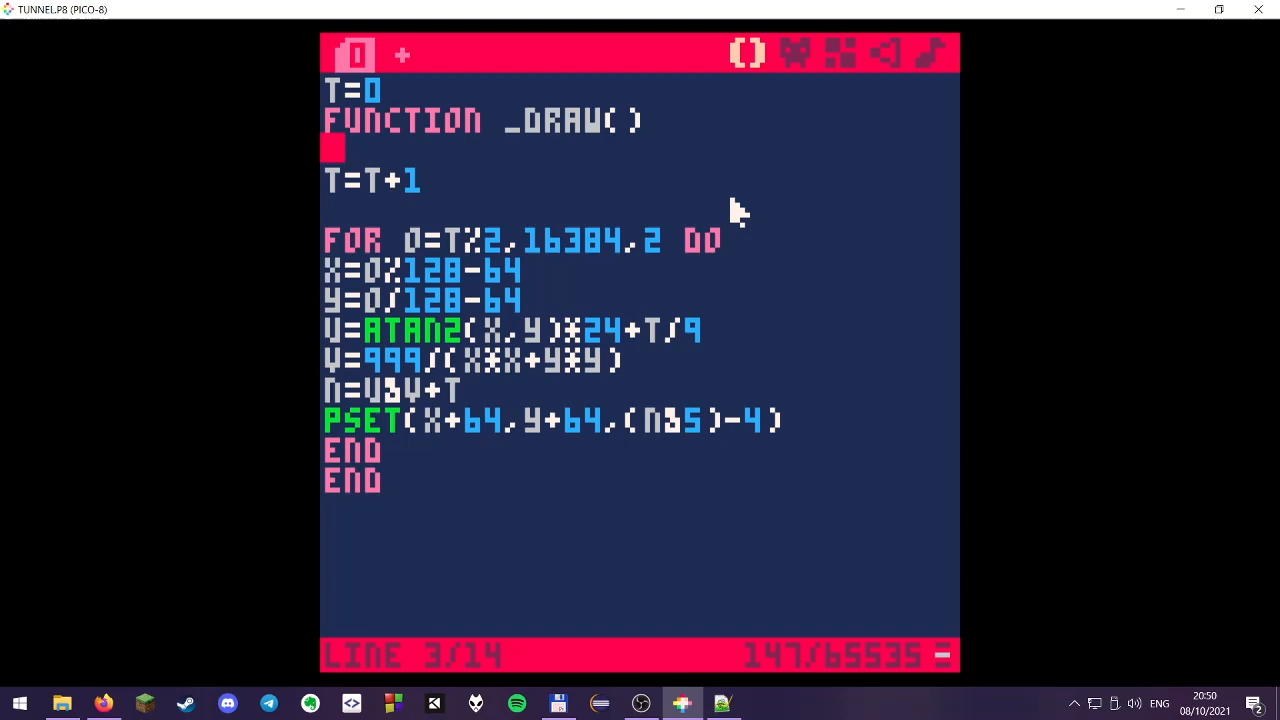 TUNNEL.P8 (PICO-8)
0 +
T=0
FUNCTION _DRAW()
T=T+1
FOR O=T%2,16384,2 DO
X=O%128-64
Y=O/128-64
U=ATAN2(X,Y)*24+T/9
V=999/(X*X+Y*Y)
N=U&V+T
PSET(X+64,Y+64,(N&5)-4)
END
END
LINE 3/14 147/65535
ENG
20:50
08/10/2021
2